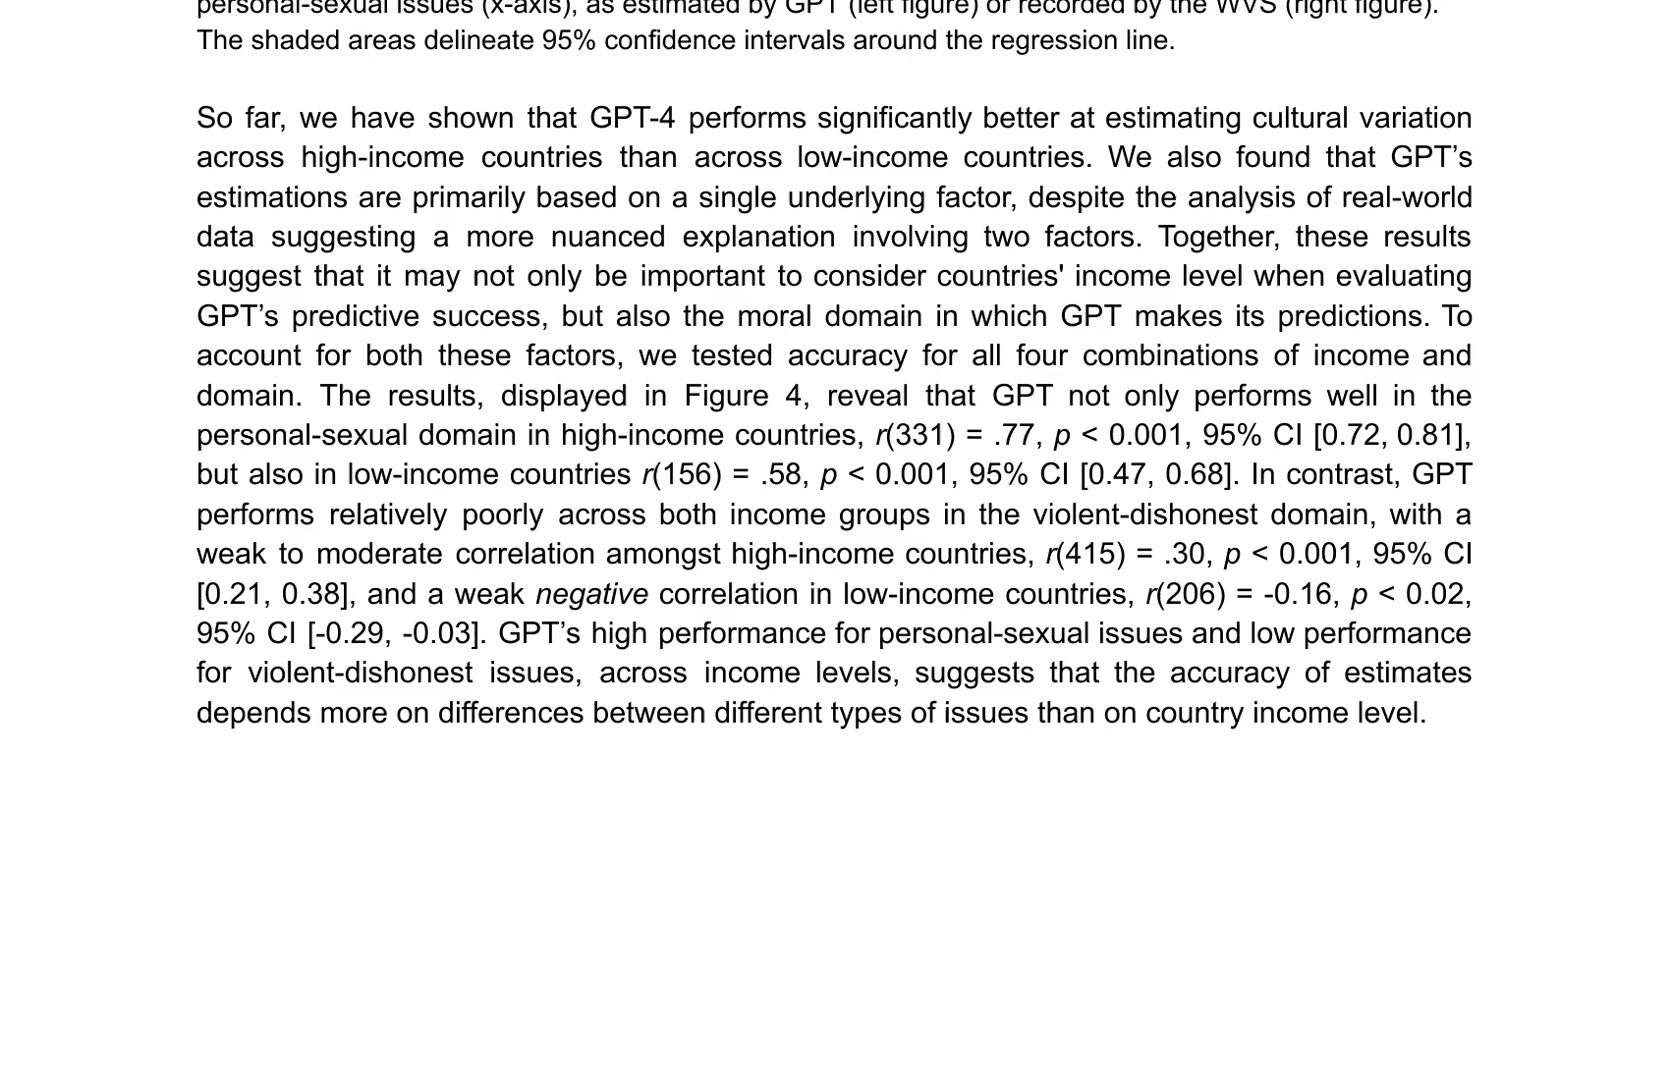 personal-sexual issues (x-axis), as estimated by GPT (left figure) or recorded by the WVS (right figure).
The shaded areas delineate 95% confidence intervals around the regression line.
So far, we have shown that GPT-4 performs significantly better at estimating cultural variation
across high-income countries than across low-income countries. We also found that GPT’s
estimations are primarily based on a single underlying factor, despite the analysis of real-world
data suggesting a more nuanced explanation involving two factors. Together, these results
suggest that it may not only be important to consider countries' income level when evaluating
GPT’s predictive success, but also the moral domain in which GPT makes its predictions. To
account for both these factors, we tested accuracy for all four combinations of income and
domain. The results, displayed in Figure 4, reveal that GPT not only performs well in the
personal-sexual domain in high-income countries, r(331) = .77, p < 0.001, 95% CI [0.72, 0.81],
but also in low-income countries r(156) = .58, p < 0.001, 95% CI [0.47, 0.68]. In contrast, GPT
performs relatively poorly across both income groups in the violent-dishonest domain, with a
weak to moderate correlation amongst high-income countries, r(415) = .30, p < 0.001, 95% CI
[0.21, 0.38], and a weak negative correlation in low-income countries, r(206) = -0.16, p < 0.02,
95% CI [-0.29, -0.03]. GPT’s high performance for personal-sexual issues and low performance
for violent-dishonest issues, across income levels, suggests that the accuracy of estimates
depends more on differences between different types of issues than on country income level.